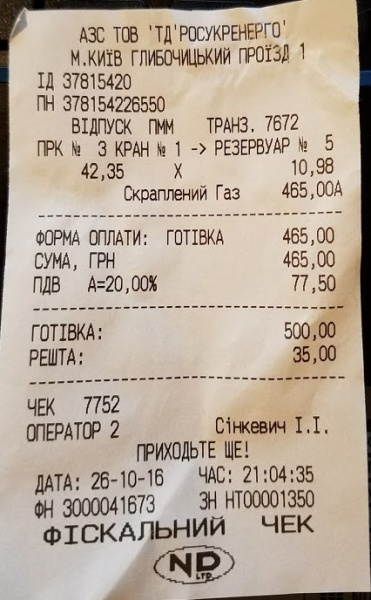 АЗС ТОВ 'ТД'РОСУКРЕНЕРГО'
М.КИЇВ ГЛИБОЧИЦЬКИЙ ПРОЇЗД 1
ІД 37815420
ПН 378154226550
ВІДПУСК ПММ ТРАНЗ. 7672
ПРК № 3 КРАН № 1 -> РЕЗЕРВУАР № 5
42,35 X 10,98
Скраплений Газ 465,00А
ФОРМА ОПЛАТИ: ГОТІВКА 465,00
СУМА, ГРН 465,00
ПДВ А=20,00% 77,50
ГОТІВКА: 500,00
РЕШТА: 35,00
ЧЕК 7752
ОПЕРАТОР 2 Сінкевич І.І.
ПРИХОДЬТЕ ЩЕ!
ДАТА: 26-10-16 ЧАС: 21:04:35
ФН 3000041673 ЗН НТ00001350
ФІСКАЛЬНИЙ ЧЕК
ND LTD.